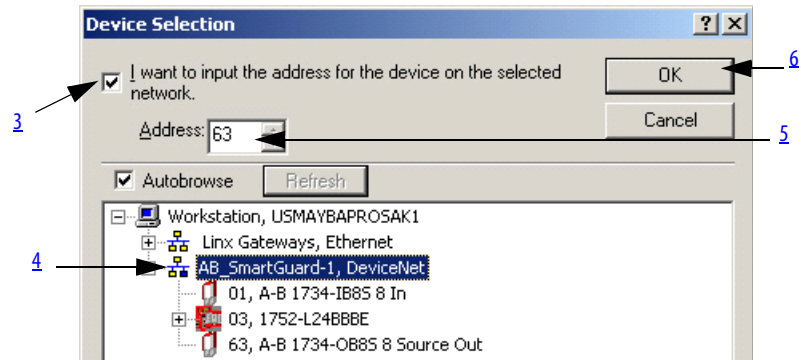 Device Selection
I want to input the address for the device on the selected
network.
OK
6
3
Address: 63
Cancel
5
Autobrowse
Refresh
Workstation, USMAYBAPROSAK1
Linx Gateways, Ethernet
4
AB_SmartGuard-1, DeviceNet
01, A-B 1734-IB8S 8 In
03, 1752-L24BBBE
63, A-B 1734-OB8S 8 Source Out